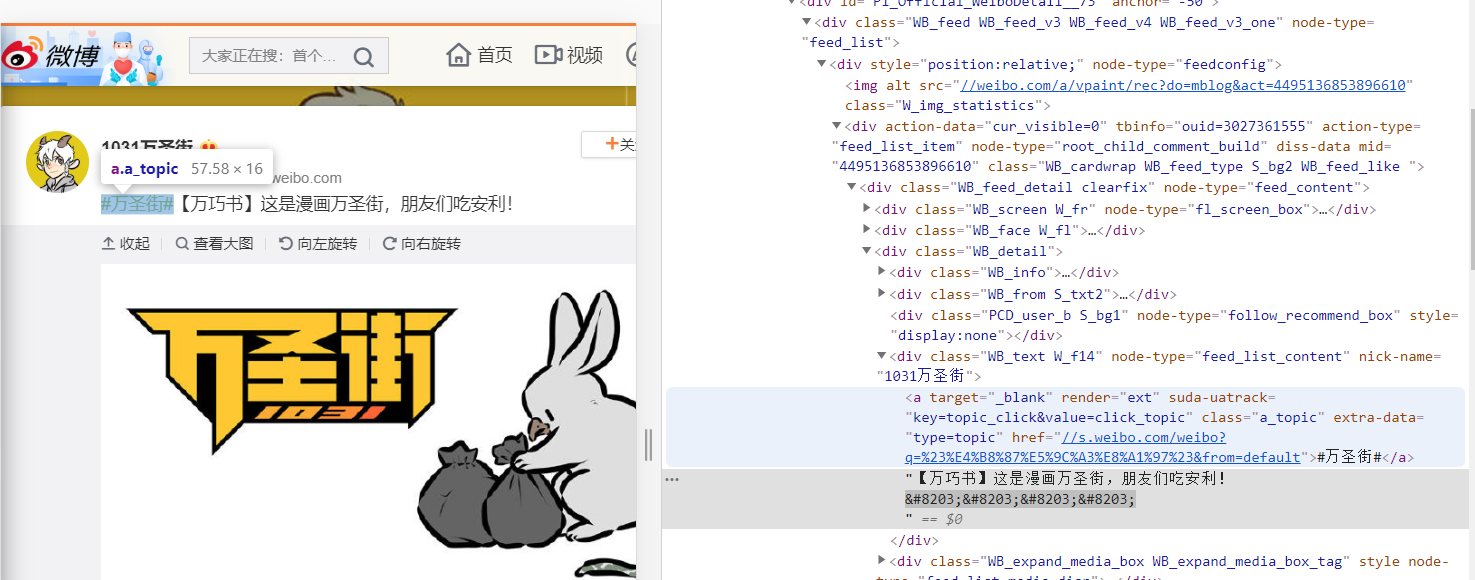 微博
大家正在搜：首个...
首页
视频
1031万圣街
a.a_topic 57.58 × 16
weibo.com
#万圣街#【万巧书】这是漫画万圣街，朋友们吃安利！
收起
查看大图
向左旋转
向右旋转
万圣街
1031
<div id="Pl_Official_WeiboDetail__73" anchor="-50">
<div class="WB_feed WB_feed_v3 WB_feed_v4 WB_feed_v3_one" node-type=
"feed_list">
<div style="position:relative;" node-type="feedconfig">
<img alt src="//weibo.com/a/vpaint/rec?do=mblog&act=4495136853896610"
class="W_img_statistics">
<div action-data="cur_visible=0" tbinfo="ouid=3027361555" action-type=
"feed_list_item" node-type="root_child_comment_build" diss-data mid=
"4495136853896610" class="WB_cardwrap WB_feed_type S_bg2 WB_feed_like ">
<div class="WB_feed_detail clearfix" node-type="feed_content">
<div class="WB_screen W_fr" node-type="fl_screen_box">…</div>
<div class="WB_face W_fl">…</div>
<div class="WB_detail">
<div class="WB_info">…</div>
<div class="WB_from S_txt2">…</div>
<div class="PCD_user_b S_bg1" node-type="follow_recommend_box" style=
"display:none"></div>
<div class="WB_text W_f14" node-type="feed_list_content" nick-name=
"1031万圣街">
<a target="_blank" render="ext" suda-uatrack=
"key=topic_click&value=click_topic" class="a_topic" extra-data=
"type=topic" href="//s.weibo.com/weibo?
q=%23%E4%B8%87%E5%9C%A3%E8%A1%97%23&from=default">#万圣街#</a>
"【万巧书】这是漫画万圣街，朋友们吃安利！
&#8203;&#8203;&#8203;&#8203;
" == $0
</div>
<div class="WB_expand_media_box WB_expand_media_box_tag" style node-